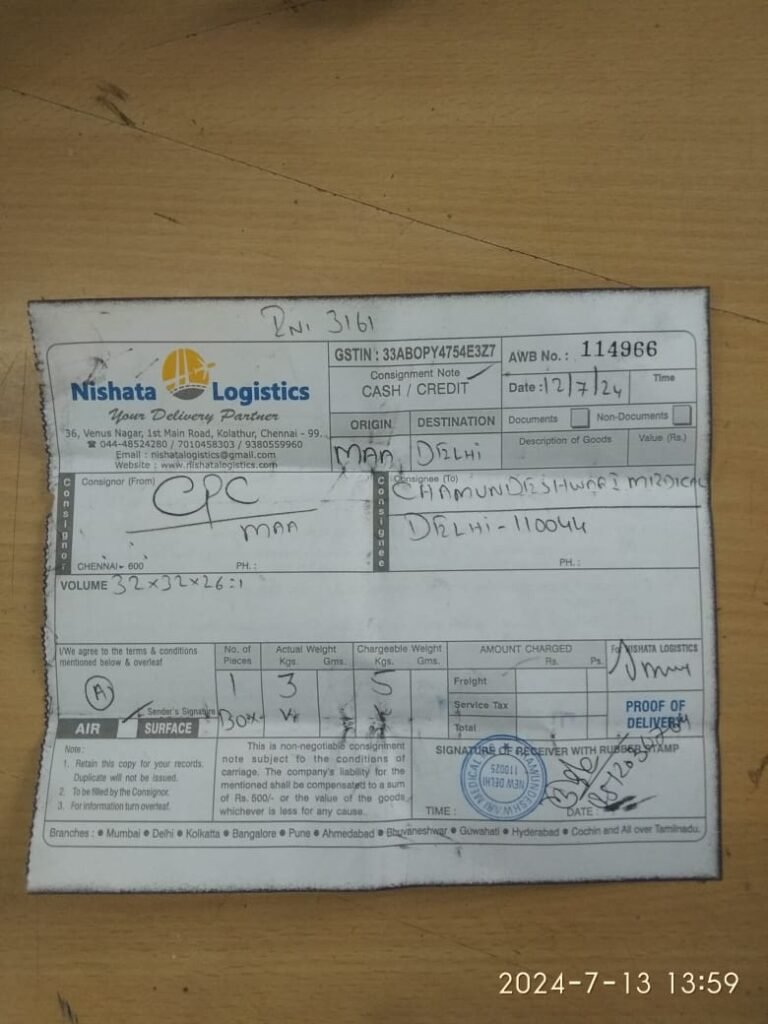 RNI 3161
Nishata Logistics
Your Delivery Partner
36, Venus Nagar, 1st Main Road, Kolathur, Chennai - 99.
☎ 044-48524280 / 7010458303 / 9380559960
Email : nishatalogistics@gmail.com
Website : www.nishatalogistics.com
GSTIN : 33ABOPY4754E3Z7
Consignment Note
CASH / CREDIT
AWB No. : 114966
Date : 12/7/24 Time
ORIGIN DESTINATION
MAA DELHI
Documents Non-Documents
Description of Goods Value (Rs.)
Consignor
Consignor (From)
CPC
MAA
CHENNAI - 600 PH. :
Consignee
Consignee (To)
CHAMUNDESHWARI MEDICAL
DELHI - 110044
PH. :
VOLUME 32x32x26=1
I/We agree to the terms & conditions
mentioned below & overleaf
A
Sender's Signature
AIR SURFACE
No. of Pieces
1
Box
Actual Weight
Kgs. Gms.
3
Chargeable Weight
Kgs. Gms.
5
AMOUNT CHARGED
Rs. Ps.
Freight
Service Tax
Total
For NISHATA LOGISTICS
PROOF OF
DELIVERY
Note :
1. Retain this copy for your records.
Duplicate will not be issued.
2. To be filled by the Consignor.
3. For information turn overleaf.
This is non-negotiable consignment
note subject to the conditions of
carriage. The company's liability for the
mentioned shall be compensated to a sum
of Rs. 500/- or the value of the goods
whichever is less for any cause.
SIGNATURE OF RECEIVER WITH RUBBER STAMP
NEW DELHI
110025
TIME : DATE :
Branches : • Mumbai • Delhi • Kolkatta • Bangalore • Pune • Ahmedabad • Bhuvaneshwar • Guwahati • Hyderabad • Cochin and All over Tamilnadu.
2024-7-13 13:59